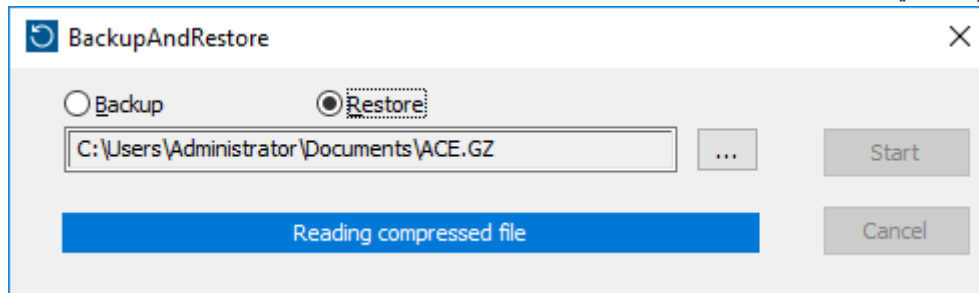 BackupAndRestore
Backup Restore
C:\Users\Administrator\Documents\ACE.GZ ... Start
Reading compressed file Cancel